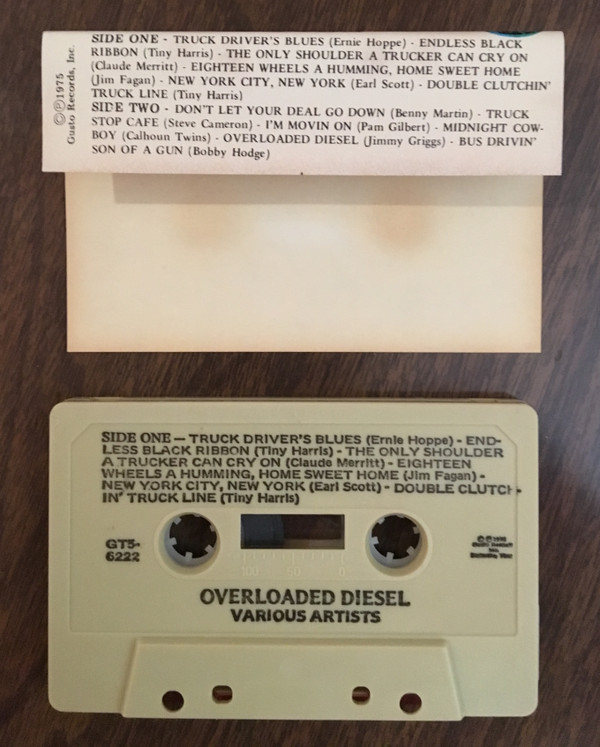 SIDE ONE - TRUCK DRIVER'S BLUES (Ernie Hoppe) - ENDLESS BLACK
RIBBON (Tiny Harris) - THE ONLY SHOULDER A TRUCKER CAN CRY ON
(Claude Merritt) - EIGHTEEN WHEELS A HUMMING, HOME SWEET HOME
(Jim Fagan) - NEW YORK CITY, NEW YORK (Earl Scott) - DOUBLE CLUTCHIN'
TRUCK LINE (Tiny Harris)
SIDE TWO - DON'T LET YOUR DEAL GO DOWN (Benny Martin) - TRUCK
STOP CAFE (Steve Cameron) - I'M MOVIN ON (Pam Gilbert) - MIDNIGHT COW-
BOY (Calhoun Twins) - OVERLOADED DIESEL (Jimmy Griggs) - BUS DRIVIN'
SON OF A GUN (Bobby Hodge)
©Ⓟ1975
Gusto Records, Inc.
SIDE ONE — TRUCK DRIVER'S BLUES (Ernie Hoppe) - END-
LESS BLACK RIBBON (Tiny Harris) - THE ONLY SHOULDER
A TRUCKER CAN CRY ON (Claude Merritt) - EIGHTEEN
WHEELS A HUMMING, HOME SWEET HOME (Jim Fagan) -
NEW YORK CITY, NEW YORK (Earl Scott) - DOUBLE CLUTCH-
IN' TRUCK LINE (Tiny Harris)
GT5-
6222
100 50 0
OVERLOADED DIESEL
VARIOUS ARTISTS